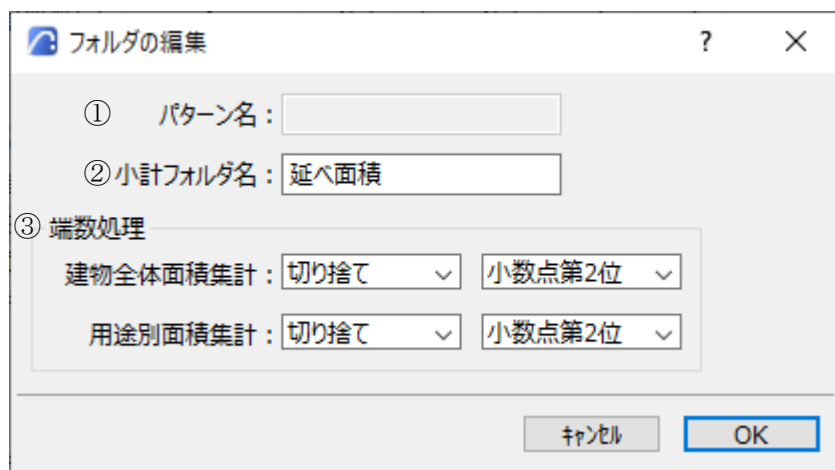 フォルダの編集 ?
① パターン名：
② 小計フォルダ名： 延べ面積
③ 端数処理
建物全体面積集計： 切り捨て 小数点第2位
用途別面積集計： 切り捨て 小数点第2位
ｷｬﾝｾﾙ OK